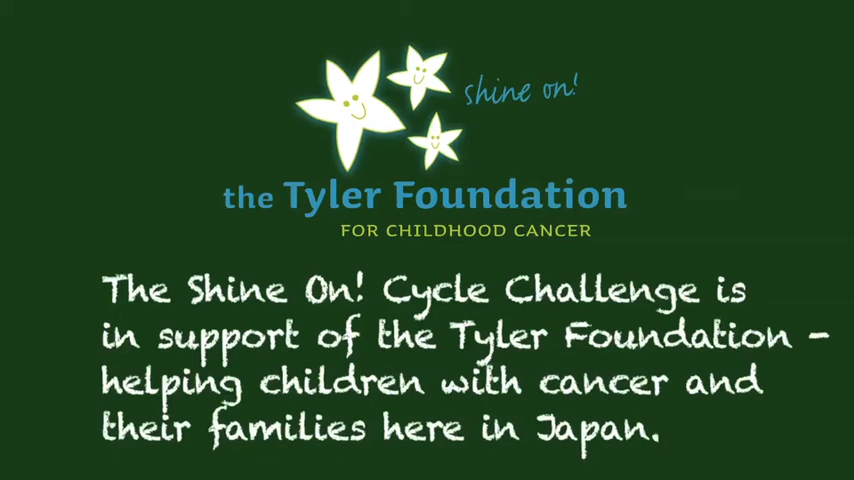 shine on!
the Tyler Foundation
FOR CHILDHOOD CANCER
The Shine On! Cycle Challenge is
in support of the Tyler Foundation -
helping children with cancer and
their families here in Japan.